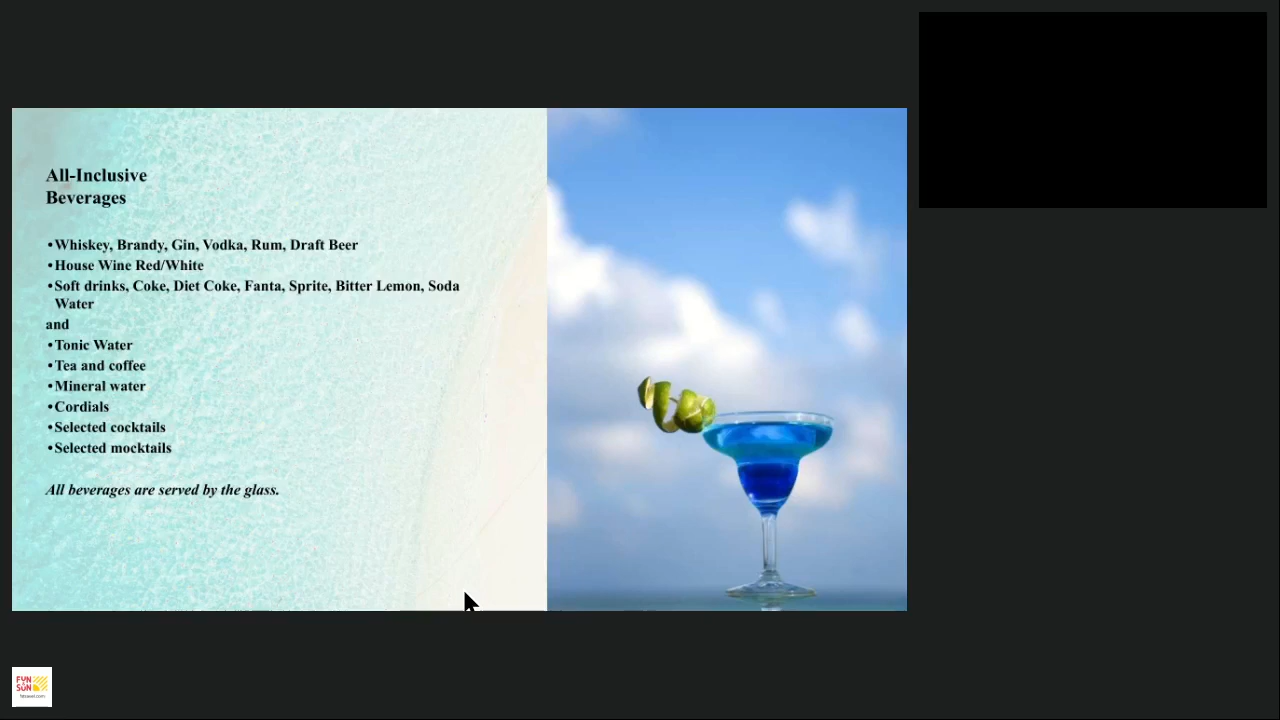 All-Inclusive
Beverages
•Whiskey, Brandy, Gin, Vodka, Rum, Draft Beer
•House Wine Red/White
•Soft drinks, Coke, Diet Coke, Fanta, Sprite, Bitter Lemon, Soda
Water
and
•Tonic Water
•Tea and coffee
•Mineral water
•Cordials
•Selected cocktails
•Selected mocktails
All beverages are served by the glass.
FUN
SUN